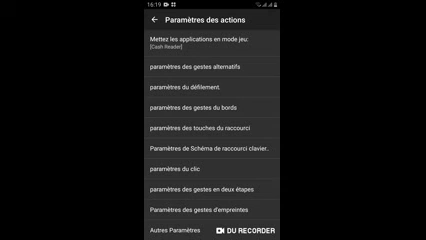 16:19
Paramètres des actions
Mettez les applications en mode jeu:
[Cash Reader]
paramètres des gestes alternatifs
paramètres du défilement.
paramètres des gestes du bords
paramètres des touches du raccourci
Paramètres de Schéma de raccourci clavier..
paramètres du clic
paramètres des gestes en deux étapes
Paramètres des gestes d'empreintes
Autres Paramètres
DU RECORDER